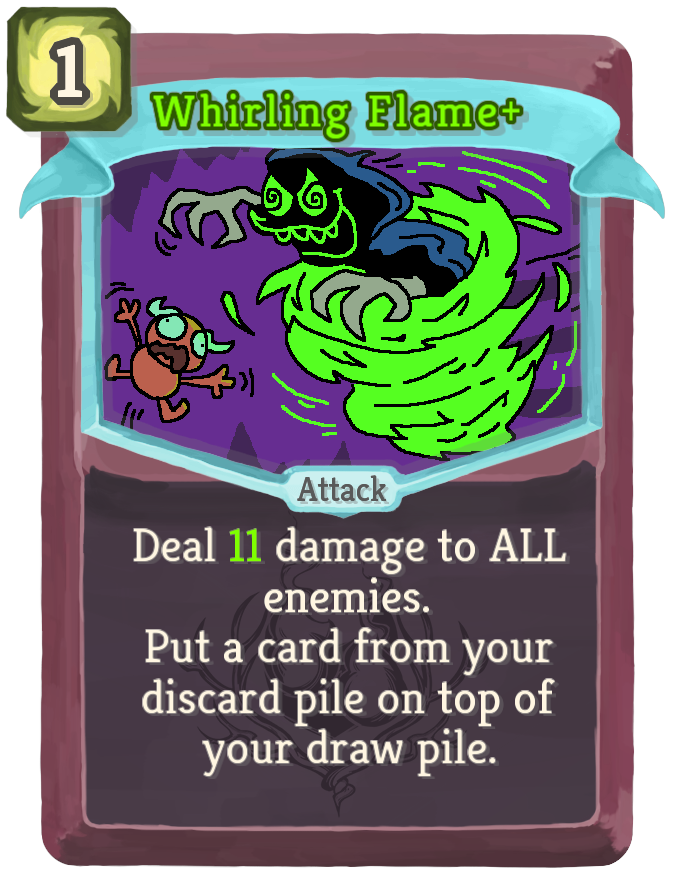 1
Whirling Flame+
Attack
Deal 11 damage to ALL
enemies.
Put a card from your
discard pile on top of
your draw pile.